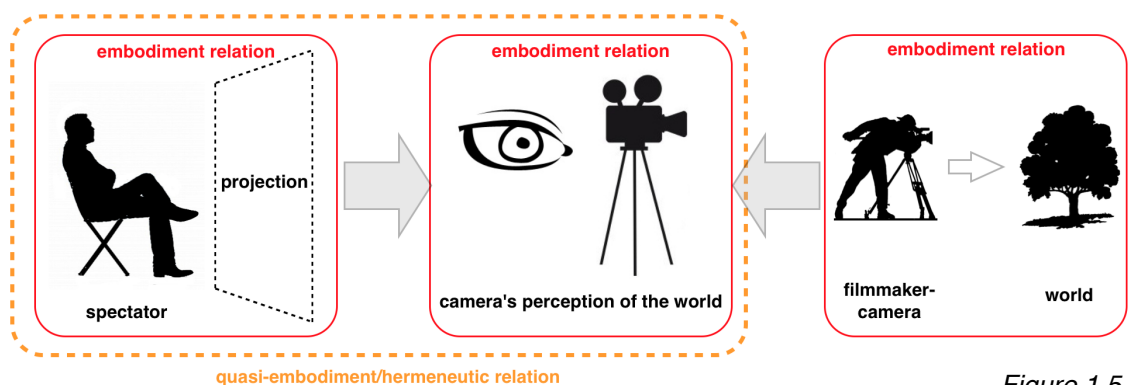 embodiment relation
projection
spectator
embodiment relation
camera's perception of the world
embodiment relation
filmmaker-
camera
world
quasi-embodiment/hermeneutic relation
Figure 1.5